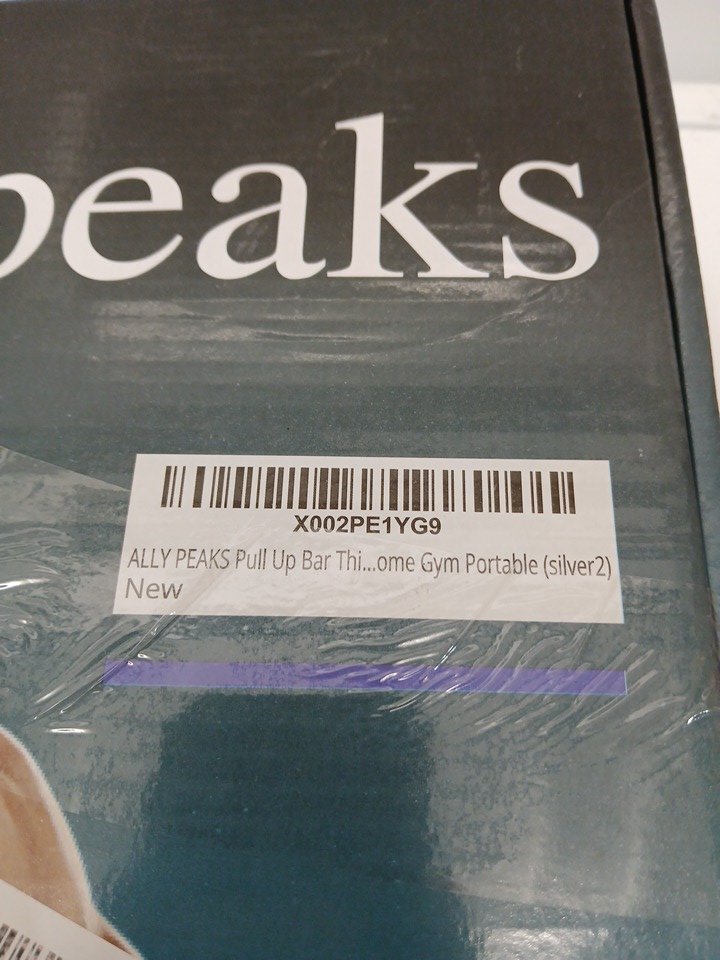 peaks
X002PE1YG9
ALLY PEAKS Pull Up Bar Thi...ome Gym Portable (silver2)
New